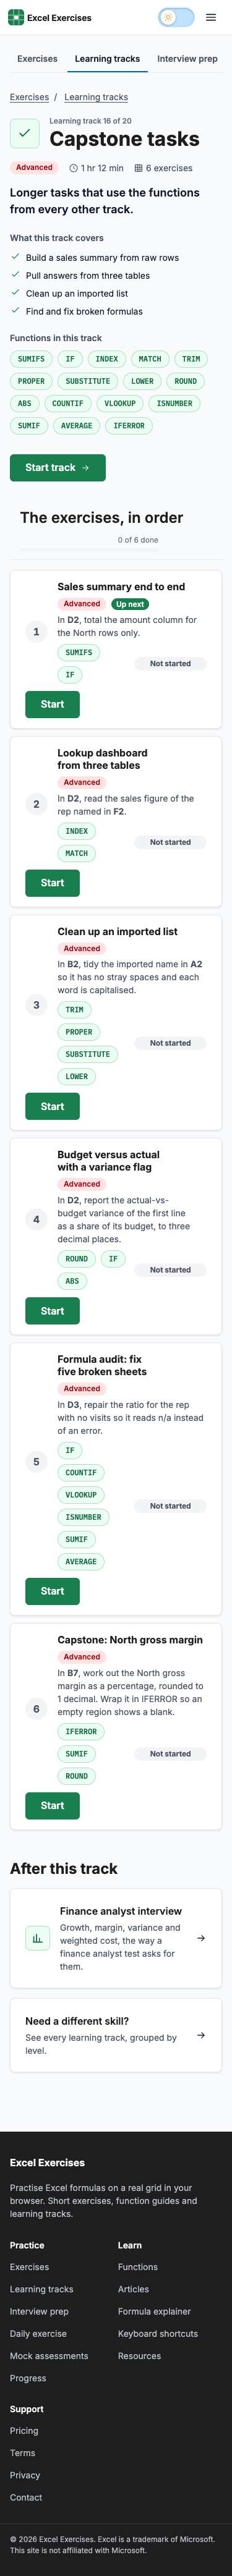 Excel Exercises
Exercises Learning tracks Interview prep
Exercises / Learning tracks
Learning track 16 of 20
Capstone tasks
Advanced 1 hr 12 min 6 exercises
Longer tasks that use the functions
from every other track.
What this track covers
Build a sales summary from raw rows
Pull answers from three tables
Clean up an imported list
Find and fix broken formulas
Functions in this track
SUMIFS IF INDEX MATCH TRIM
PROPER SUBSTITUTE LOWER ROUND
ABS COUNTIF VLOOKUP ISNUMBER
SUMIF AVERAGE IFERROR
Start track →
The exercises, in order
0 of 6 done
Sales summary end to end
Advanced Up next
1
In D2, total the amount column for
the North rows only.
SUMIFS
IF
Not started
Start
Lookup dashboard
from three tables
Advanced
2
In D2, read the sales figure of the
rep named in F2.
INDEX
MATCH
Not started
Start
Clean up an imported list
Advanced
3
In B2, tidy the imported name in A2
so it has no stray spaces and each
word is capitalised.
TRIM
PROPER
SUBSTITUTE
LOWER
Not started
Start
Budget versus actual
with a variance flag
Advanced
4
In D2, report the actual-vs-
budget variance of the first line
as a share of its budget, to three
decimal places.
ROUND IF
ABS
Not started
Start
Formula audit: fix
five broken sheets
Advanced
5
In D3, repair the ratio for the rep
with no visits so it reads n/a instead
of an error.
IF
COUNTIF
VLOOKUP
ISNUMBER
SUMIF
AVERAGE
Not started
Start
Capstone: North gross margin
Advanced
6
In B7, work out the North gross
margin as a percentage, rounded to
1 decimal. Wrap it in IFERROR so an
empty region shows a blank.
IFERROR
SUMIF
ROUND
Not started
Start
After this track
Finance analyst interview
Growth, margin, variance and
weighted cost, the way a
finance analyst test asks for
them.
→
Need a different skill?
See every learning track, grouped by
level.
→
Excel Exercises
Practise Excel formulas on a real grid in your
browser. Short exercises, function guides and
learning tracks.
Practice Learn
Exercises Functions
Learning tracks Articles
Interview prep Formula explainer
Daily exercise Keyboard shortcuts
Mock assessments Resources
Progress
Support
Pricing
Terms
Privacy
Contact
© 2026 Excel Exercises. Excel is a trademark of Microsoft.
This site is not affiliated with Microsoft.